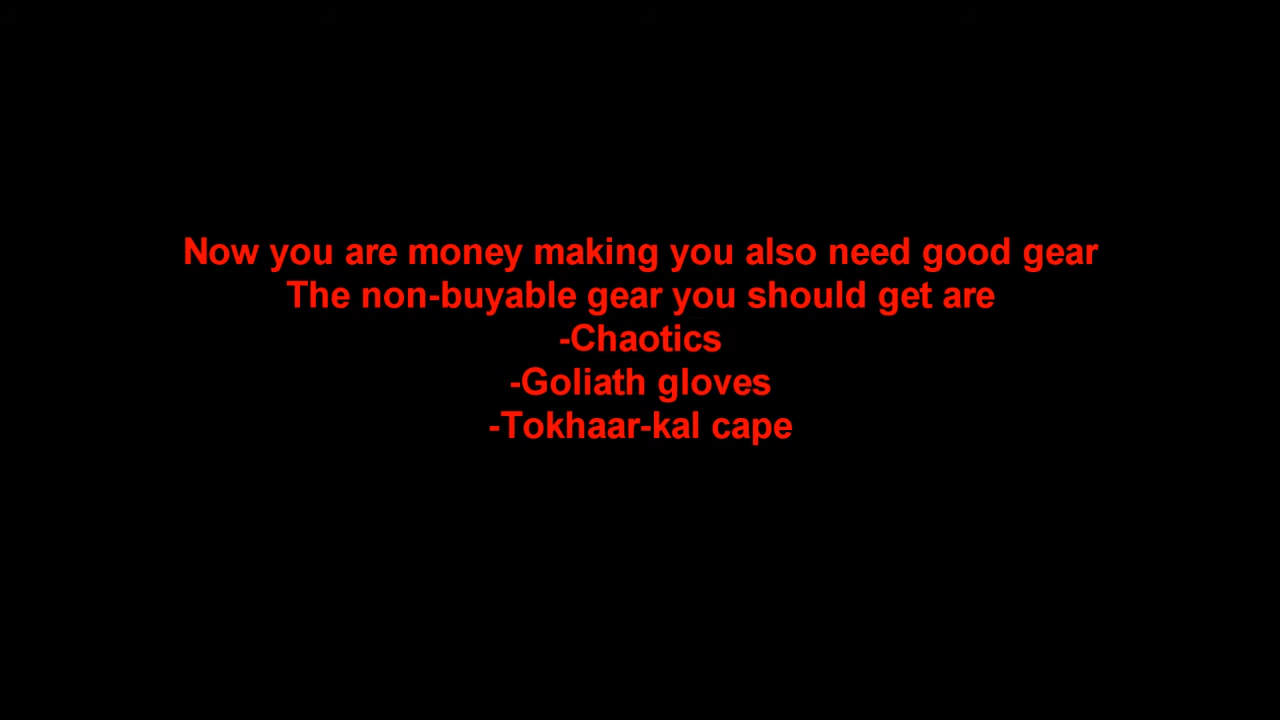 Now you are money making you also need good gear
The non-buyable gear you should get are
-Chaotics
-Goliath gloves
-Tokhaar-kal cape